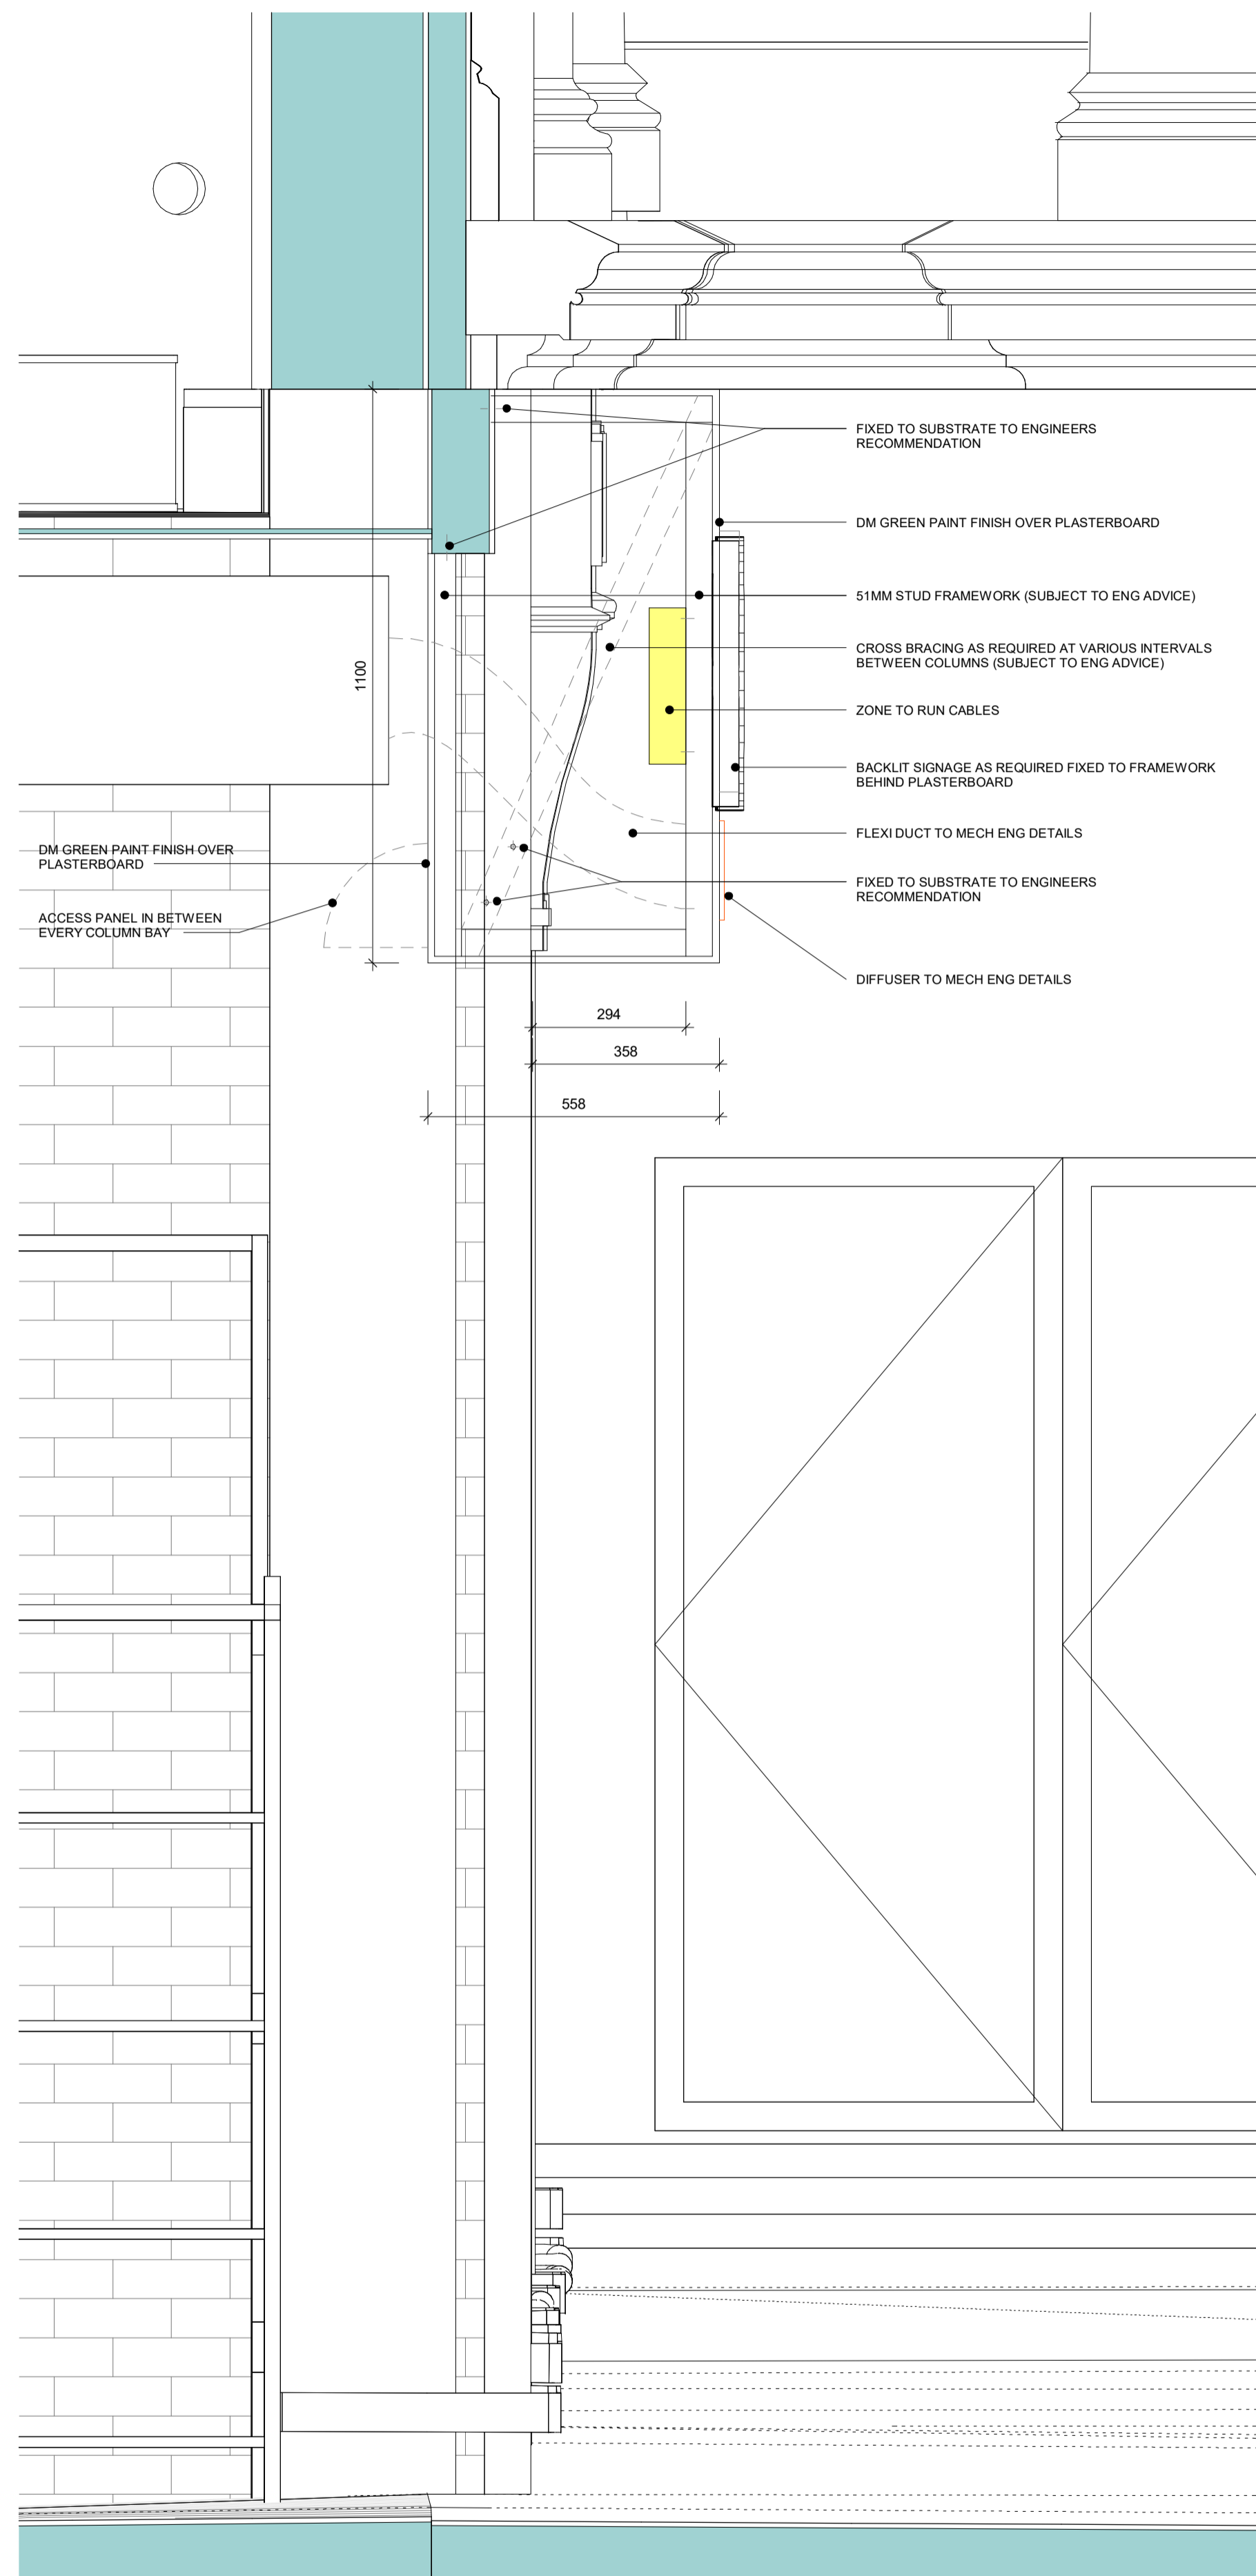 FIXED TO SUBSTRATE TO ENGINEERS
RECOMMENDATION
DM GREEN PAINT FINISH OVER PLASTERBOARD
51MM STUD FRAMEWORK (SUBJECT TO ENG ADVICE)
CROSS BRACING AS REQUIRED AT VARIOUS INTERVALS
BETWEEN COLUMNS (SUBJECT TO ENG ADVICE)
1100
ZONE TO RUN CABLES
BACKLIT SIGNAGE AS REQUIRED FIXED TO FRAMEWORK
BEHIND PLASTERBOARD
FLEXI DUCT TO MECH ENG DETAILS
DM GREEN PAINT FINISH OVER
PLASTERBOARD
FIXED TO SUBSTRATE TO ENGINEERS
RECOMMENDATION
ACCESS PANEL IN BETWEEN
EVERY COLUMN BAY
DIFFUSER TO MECH ENG DETAILS
294
358
558